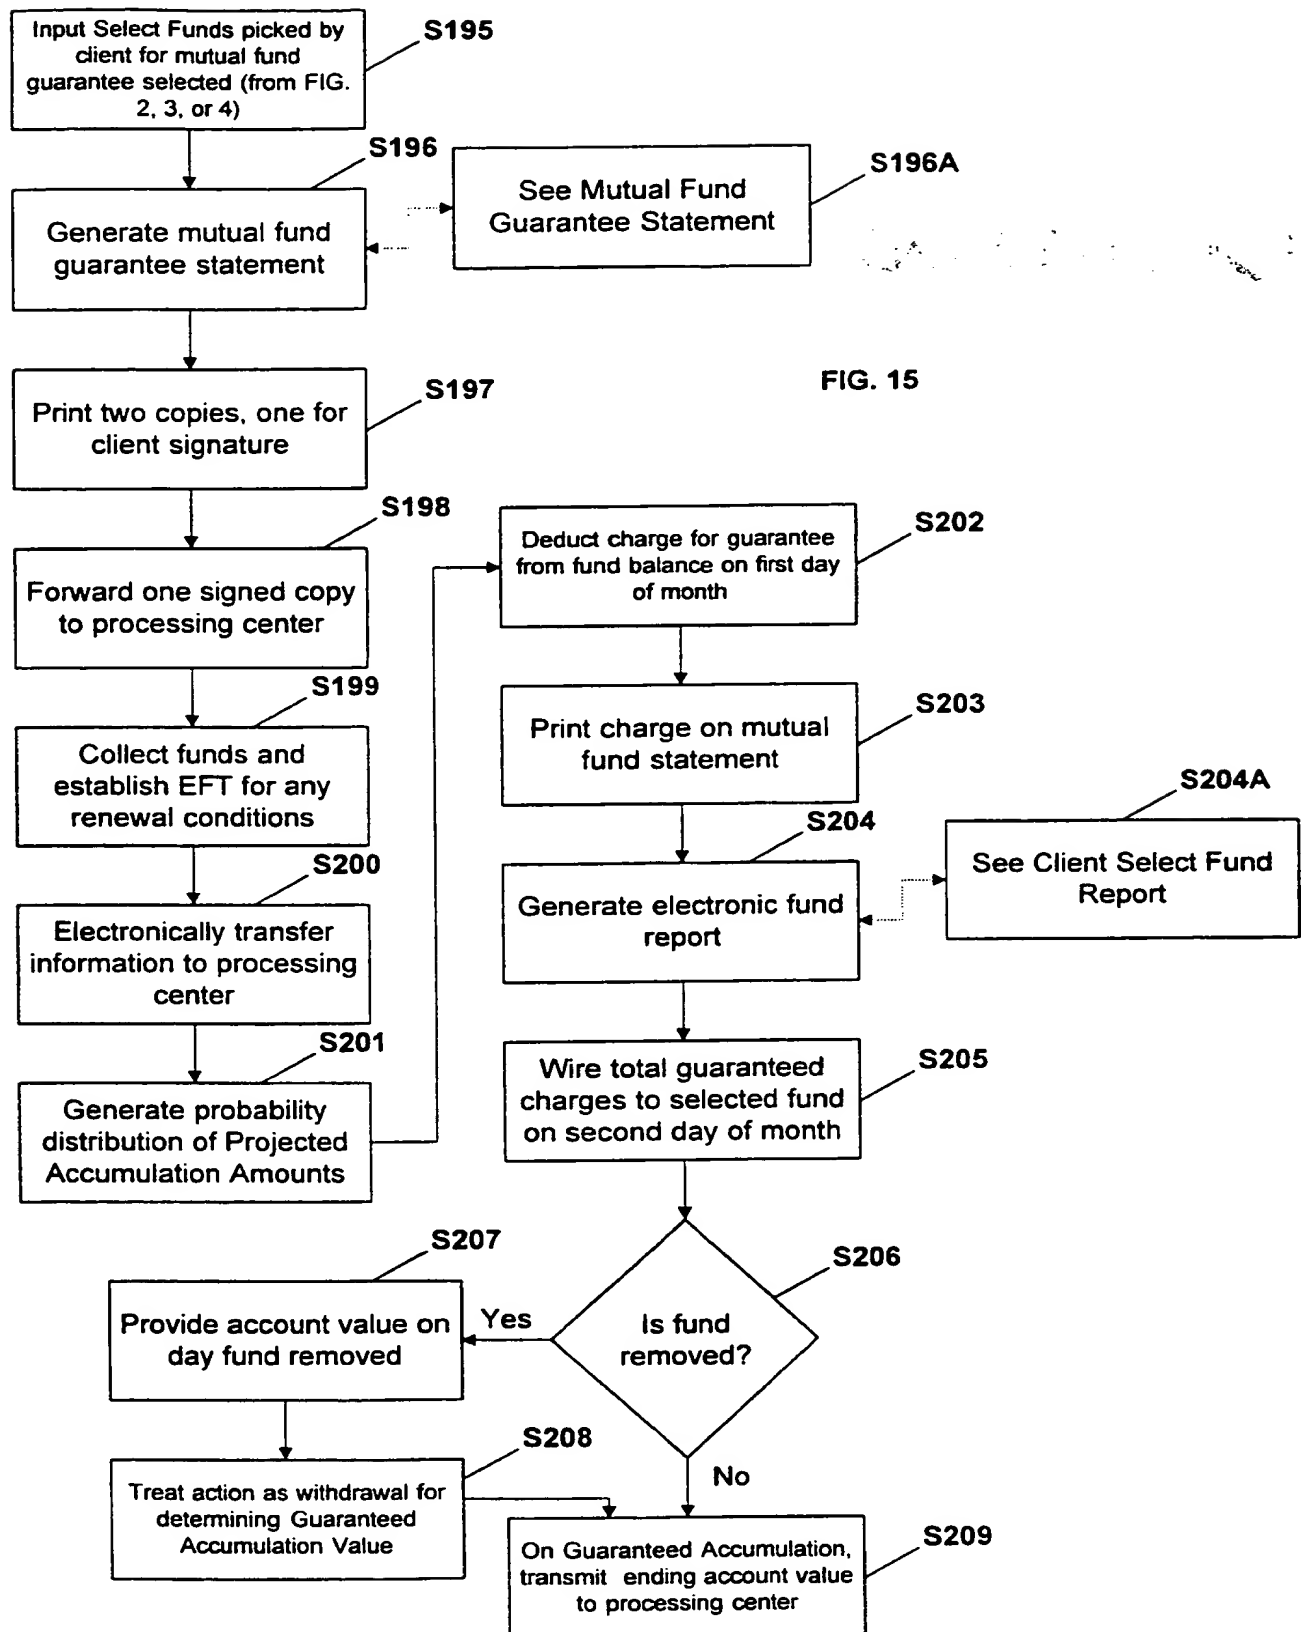 Input Select Funds picked by
client for mutual fund
guarantee selected (from FIG.
2, 3, or 4)
S195
S196
Generate mutual fund
guarantee statement
See Mutual Fund
Guarantee Statement
S196A
FIG. 15
S197
Print two copies, one for
client signature
S198
Forward one signed copy
to processing center
S199
Collect funds and
establish EFT for any
renewal conditions
S200
Electronically transfer
information to processing
center
S201
Generate probability
distribution of Projected
Accumulation Amounts
S202
Deduct charge for guarantee
from fund balance on first day
of month
S203
Print charge on mutual
fund statement
S204
Generate electronic fund
report
S204A
See Client Select Fund
Report
S205
Wire total guaranteed
charges to selected fund
on second day of month
S206
Is fund
removed?
Yes
S207
Provide account value on
day fund removed
S208
Treat action as withdrawal for
determining Guaranteed
Accumulation Value
No
S209
On Guaranteed Accumulation,
transmit ending account value
to processing center